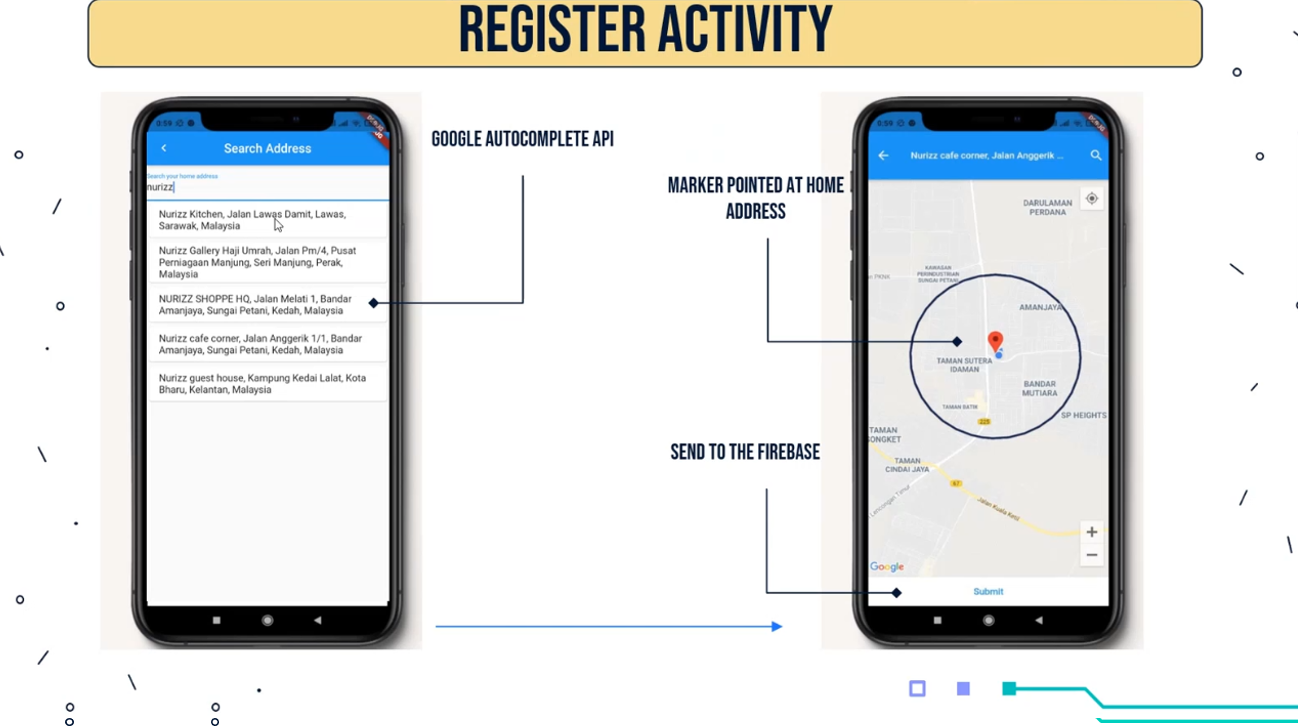 REGISTER ACTIVITY
GOOGLE AUTOCOMPLETE API
0:59
Search Address
Search your home address
nurizz
Nurizz Kitchen, Jalan Lawas Damit, Lawas,
Sarawak, Malaysia
Nurizz Gallery Haji Umrah, Jalan Pm/4, Pusat
Perniagaan Manjung, Seri Manjung, Perak,
Malaysia
NURIZZ SHOPPE HQ, Jalan Melati 1, Bandar
Amanjaya, Sungai Petani, Kedah, Malaysia
Nurizz cafe corner, Jalan Anggerik 1/1, Bandar
Amanjaya, Sungai Petani, Kedah, Malaysia
Nurizz guest house, Kampung Kedai Lalat, Kota
Bharu, Kelantan, Malaysia
MARKER POINTED AT HOME
ADDRESS
SEND TO THE FIREBASE
0:59
Nurizz cafe corner, Jalan Anggerik ...
DARULAMAN
PERDANA
KAWASAN
PERINDUSTRIAN
SUNGAI PETANI
PKNK
AMANJAYA
TAMAN SUTERA
IDAMAN
BANDAR
MUTIARA
TAMAN BATIK
225
SP HEIGHTS
TAMAN
SONGKET
TAMAN
CINDAI JAYA
67
Lencongan Timur
Jalan Kuala Ketil
Google
Submit